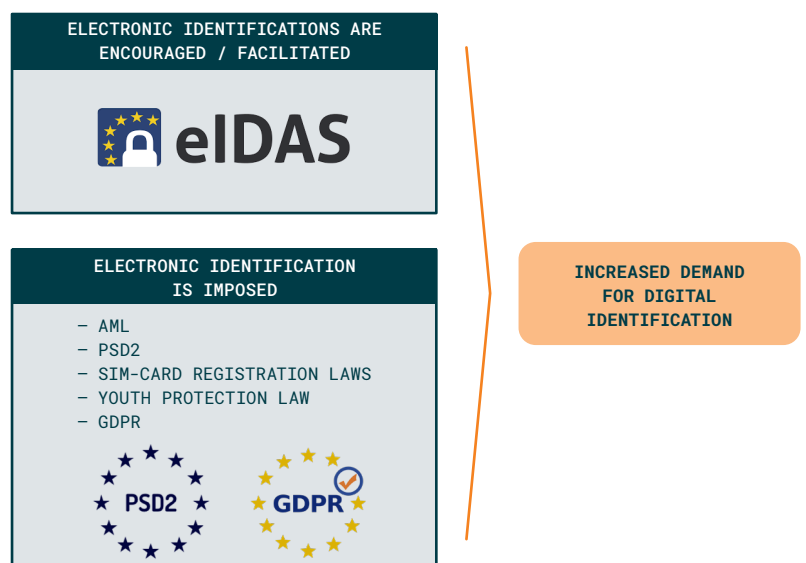 ELECTRONIC IDENTIFICATIONS ARE
ENCOURAGED / FACILITATED
eIDAS
ELECTRONIC IDENTIFICATION
IS IMPOSED
– AML
– PSD2
– SIM-CARD REGISTRATION LAWS
– YOUTH PROTECTION LAW
– GDPR
PSD2
GDPR
INCREASED DEMAND
FOR DIGITAL
IDENTIFICATION